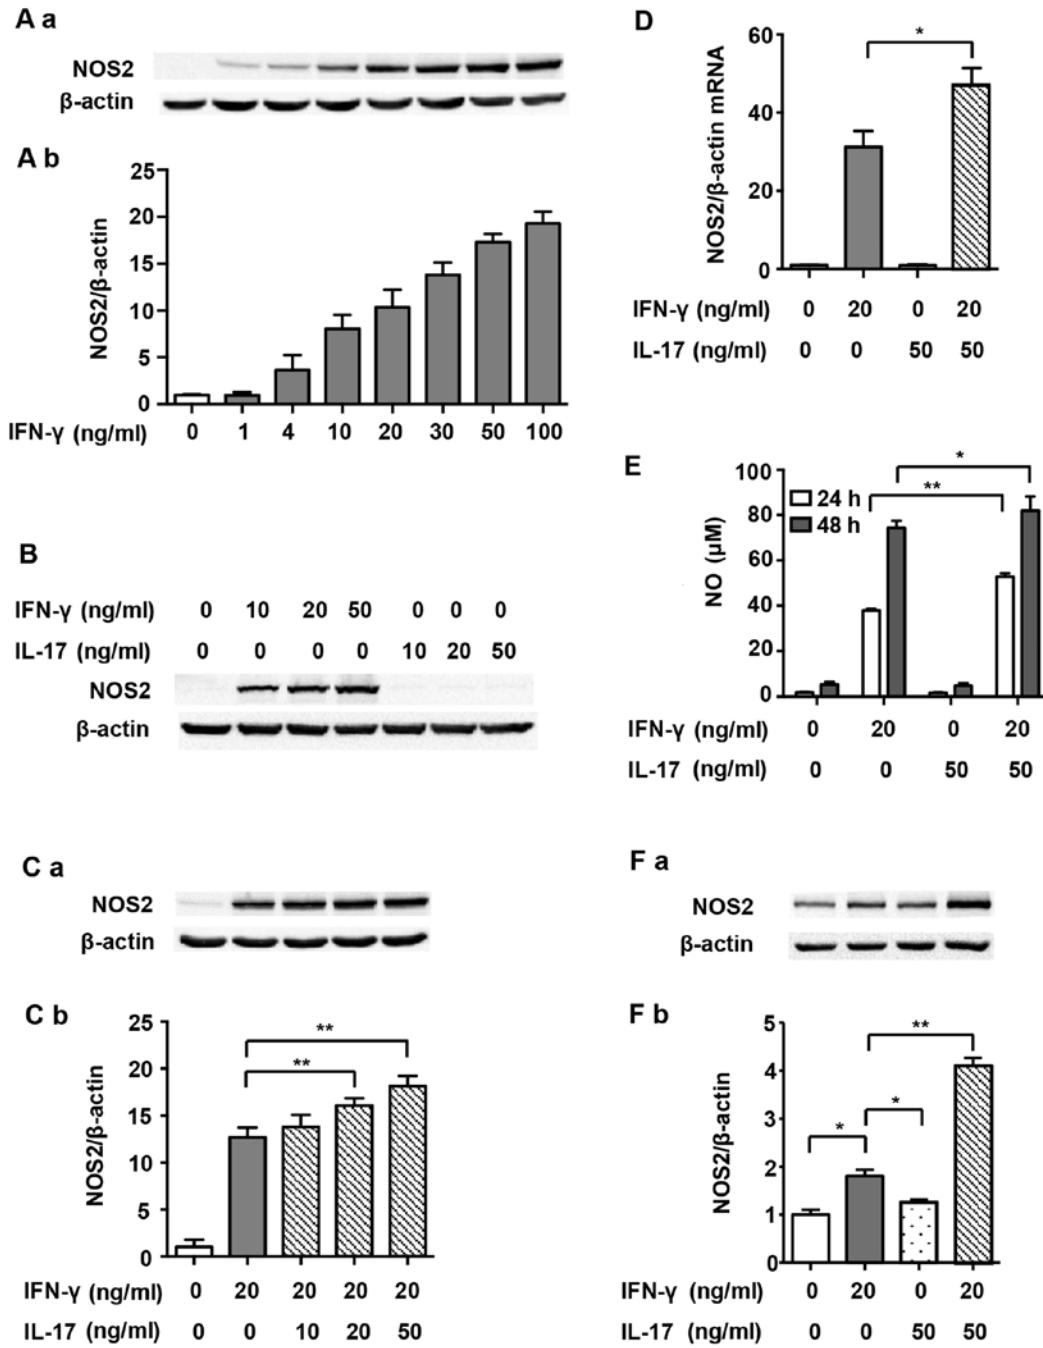 A a
NOS2
β-actin
A b
NOS2/β-actin
25
20
15
10
5
0
IFN-γ (ng/ml) 0 1 4 10 20 30 50 100
B
IFN-γ (ng/ml) 0 10 20 50 0 0 0
IL-17 (ng/ml) 0 0 0 0 10 20 50
NOS2
β-actin
C a
NOS2
β-actin
C b
NOS2/β-actin
25
20
15
10
5
0
**
**
IFN-γ (ng/ml) 0 20 20 20 20
IL-17 (ng/ml) 0 0 10 20 50
D
NOS2/β-actin mRNA
60
40
20
0
*
IFN-γ (ng/ml) 0 20 0 20
IL-17 (ng/ml) 0 0 50 50
E
NO (μM)
100
80
60
40
20
0
24 h
48 h
*
**
IFN-γ (ng/ml) 0 20 0 20
IL-17 (ng/ml) 0 0 50 50
F a
NOS2
β-actin
F b
NOS2/β-actin
5
4
3
2
1
0
**
*
*
IFN-γ (ng/ml) 0 20 0 20
IL-17 (ng/ml) 0 0 50 50